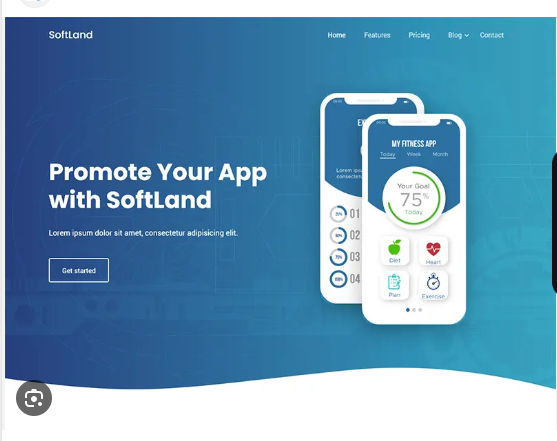 SoftLand
Home Features Pricing Blog Contact
Promote Your App
with SoftLand
Lorem ipsum dolor sit amet, consectetur adipisicing elit.
Get started
EX
Lorem ipsu
consectetu
25% 01
50% 02
75% 03
100% 04
MY FITNESS APP
Today Week Month
Your Goal
75%
Today
Diet Heart
Plan Exercise